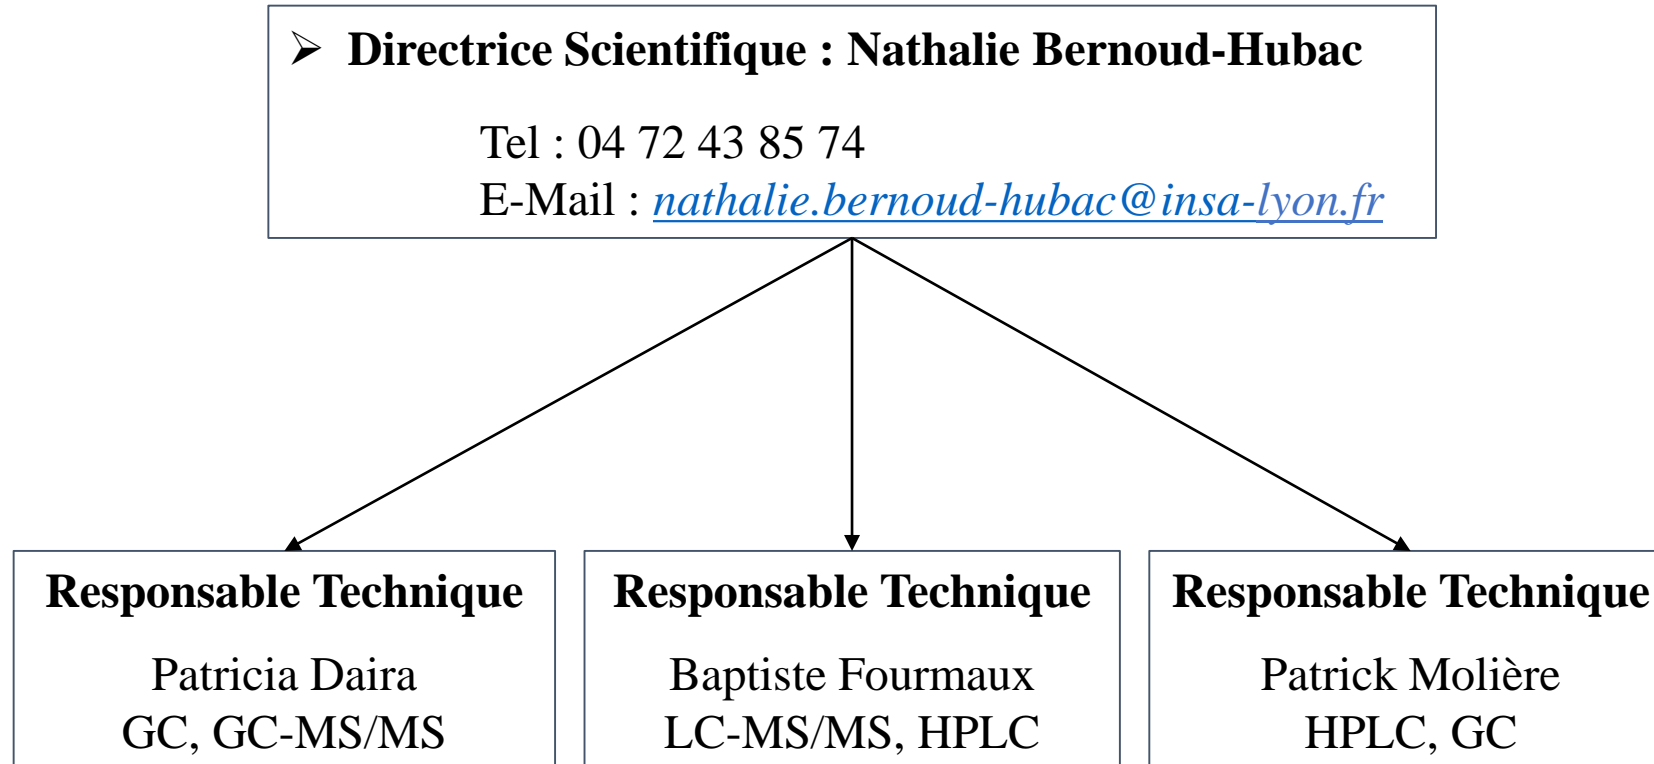 ➢ Directrice Scientifique : Nathalie Bernoud-Hubac
Tel : 04 72 43 85 74
E-Mail : nathalie.bernoud-hubac@insa-lyon.fr
Responsable Technique
Patricia Daira
GC, GC-MS/MS
Responsable Technique
Baptiste Fourmaux
LC-MS/MS, HPLC
Responsable Technique
Patrick Molière
HPLC, GC